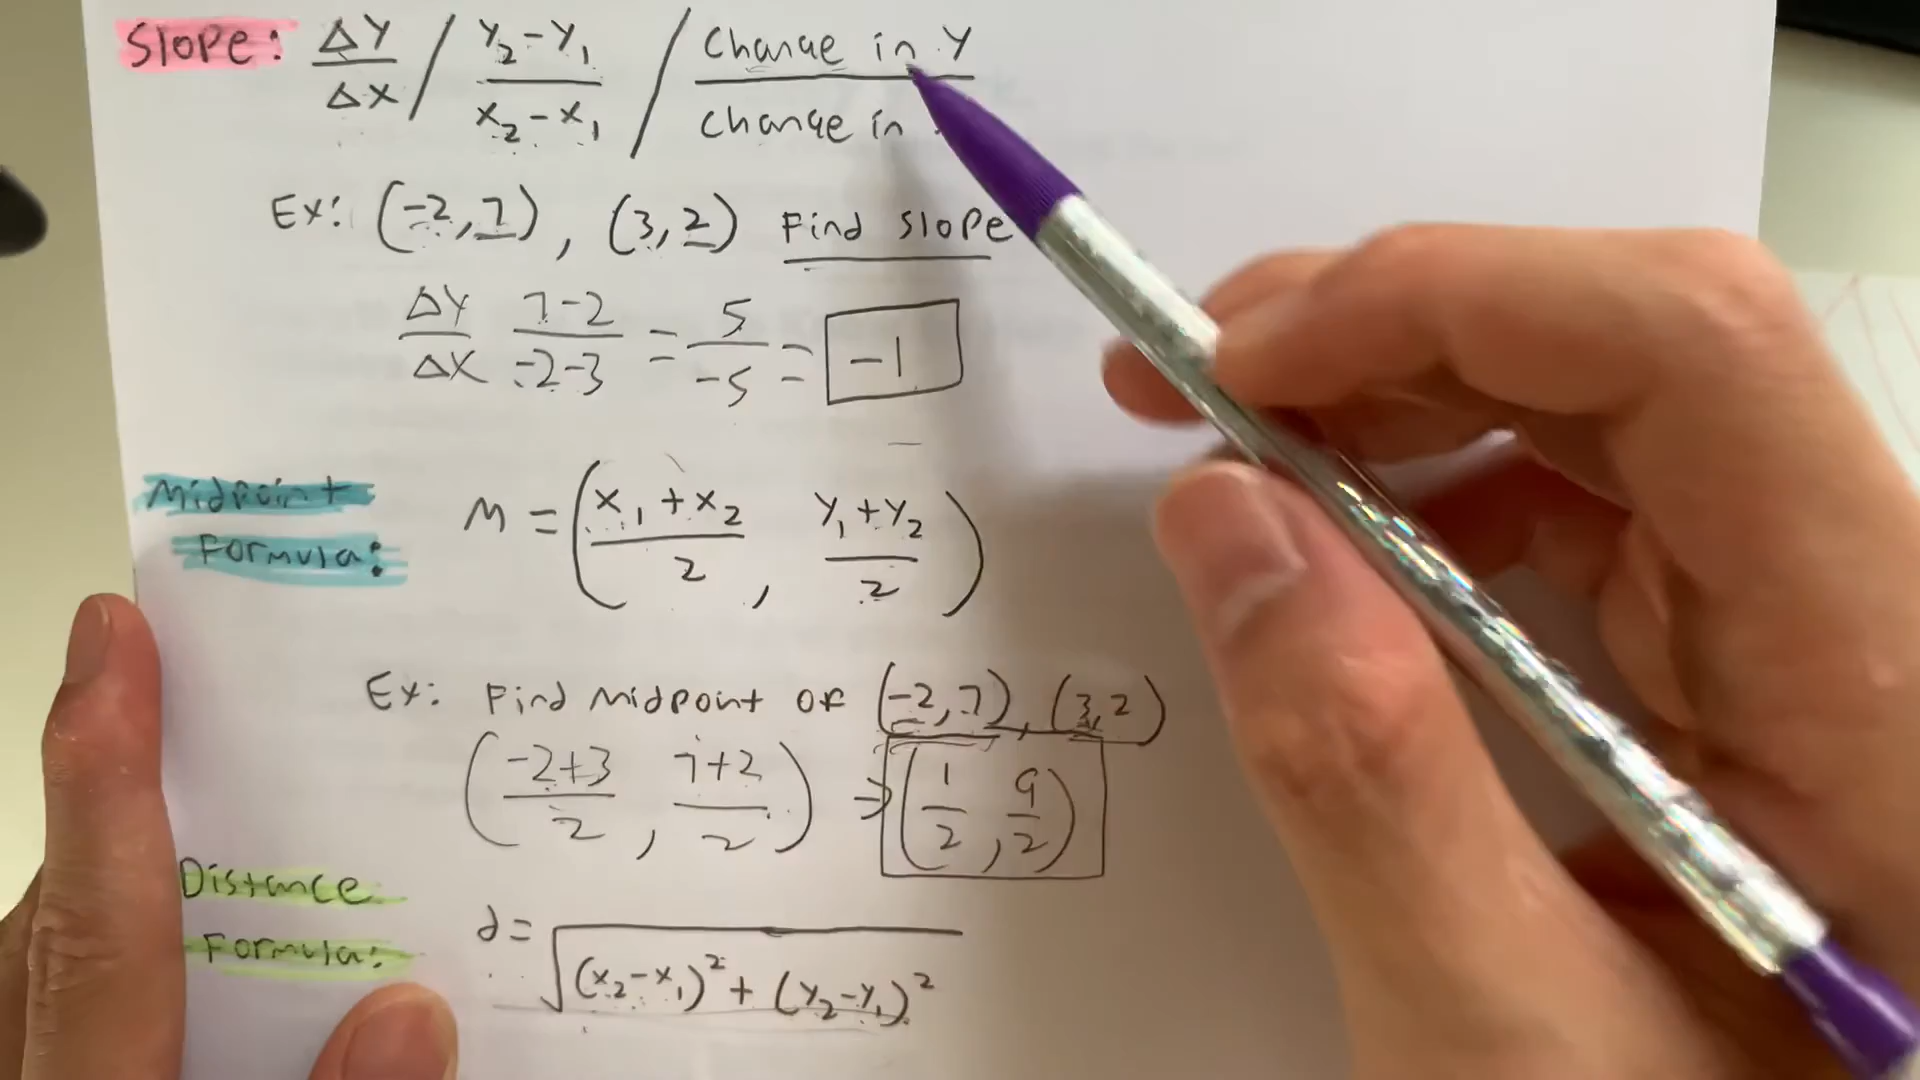 Slope: ΔY/ΔX / Y₂-Y₁/X₂-X₁ / Change in Y/Change in
Ex: (-2,7), (3,2) Find Slope
ΔY/ΔX 7-2/-2-3 = 5/-5 = -1
Midpoint Formula: M = (X₁+X₂/2, Y₁+Y₂/2)
Ex: Find Midpoint of (-2,7), (3,2)
(-2+3/2, 7+2/2) ⇒ (1/2, 9/2)
Distance Formula: d= √(X₂-X₁)²+(Y₂-Y₁)²